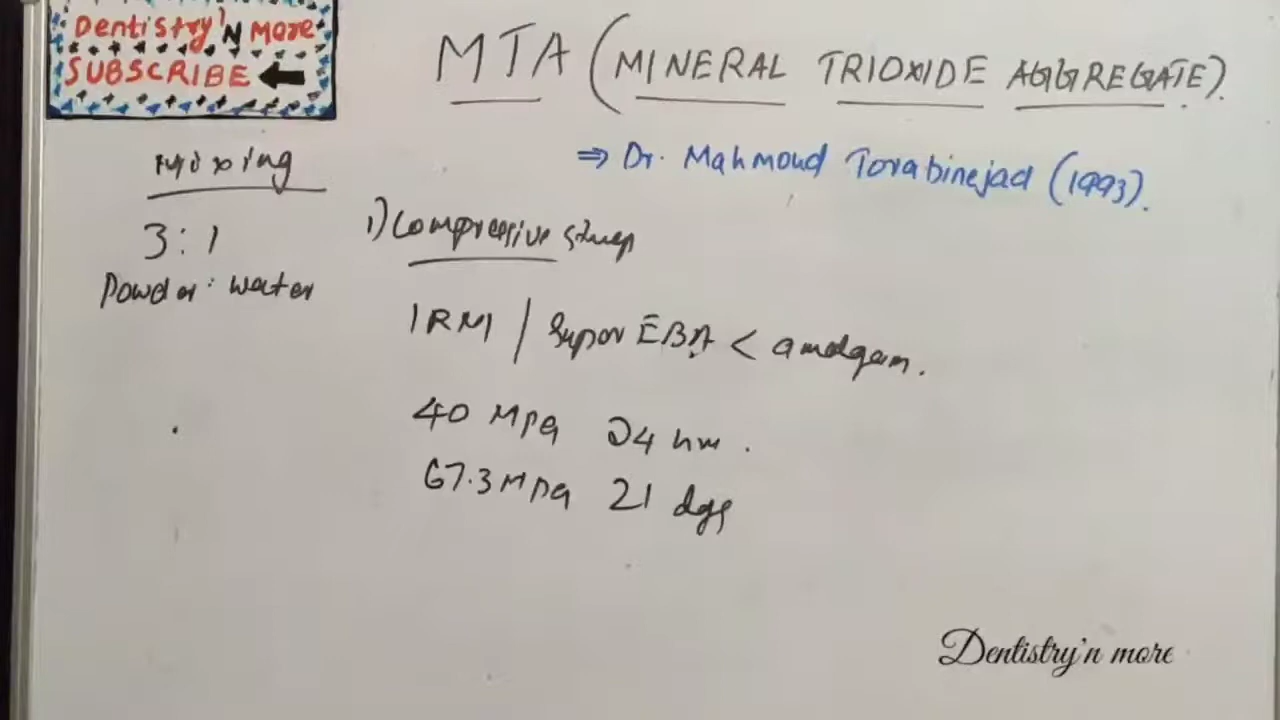 Dentistry'N More
SUBSCRIBE
MTA (MINERAL TRIOXIDE AGGREGATE).
⇒ Dr. Mahmoud Torabinejad (1993).
Mixing
3:1
Powder: water
1) Compressive
IRM / Super EBA < amalgam.
40 MPa 24 hrs.
67.3 MPa 21 days
Dentistry'n more